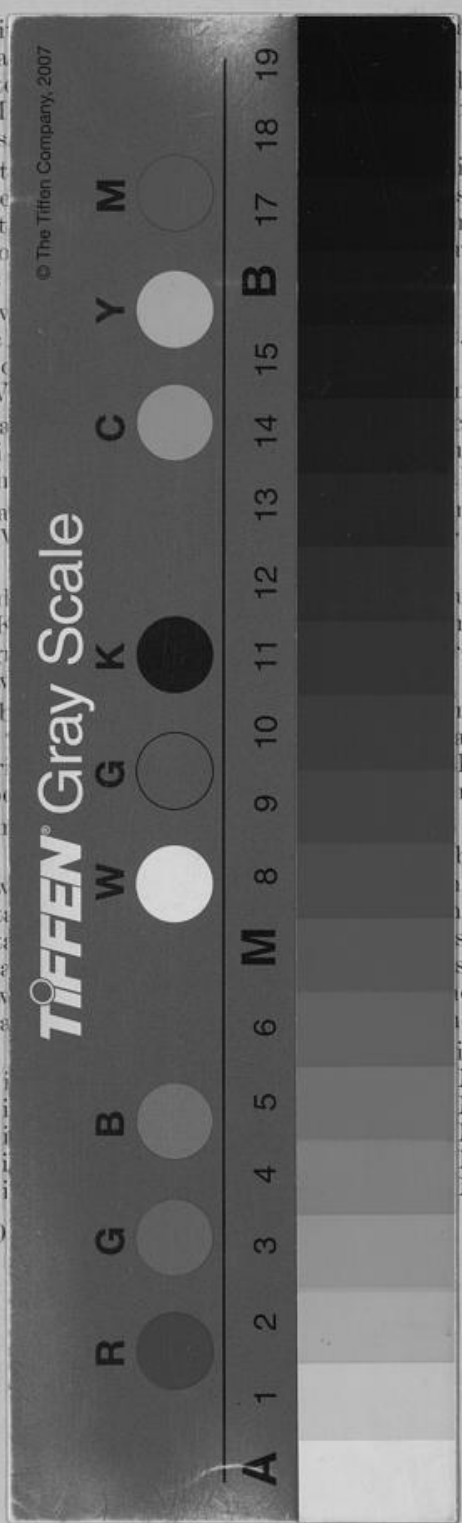 TIFFEN® Gray Scale
© The Tiffen Company, 2007
R G B W G K C Y M
A 1 2 3 4 5 6 M 8 9 10 11 12 13 14 15 B 17 18 19